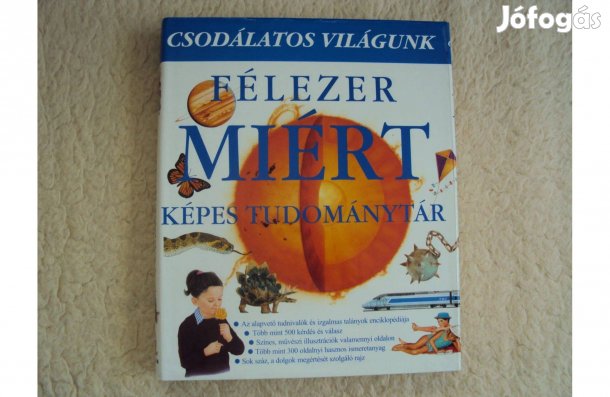 Jófogás
CSODÁLATOS VILÁGUNK
FÉLEZER
MIÉRT
KÉPES TUDOMÁNYTÁR
Az alapvető tudnivalók és izgalmas talányok enciklopédiája
Több mint 500 kérdés és válasz
Színes, művészi illusztrációk valamennyi oldalon
Több mint 300 oldalnyi hasznos ismeretanyag
Sok száz, a dolgok megértését szolgáló rajz